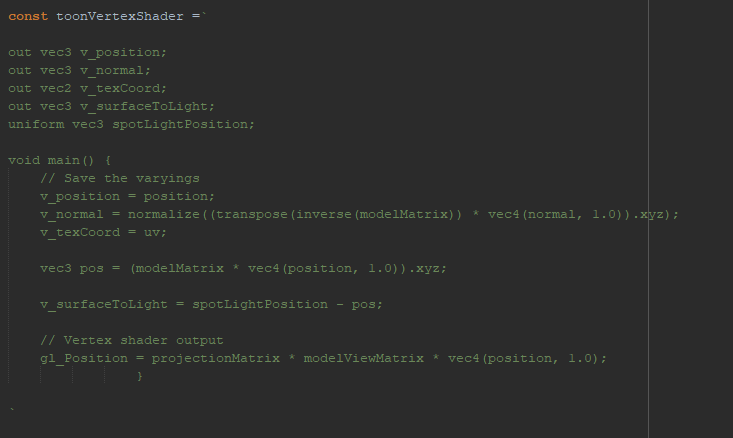 const toonVertexShader =`
out vec3 v_position;
out vec3 v_normal;
out vec2 v_texCoord;
out vec3 v_surfaceToLight;
uniform vec3 spotLightPosition;
void main() {
// Save the varyings
v_position = position;
v_normal = normalize((transpose(inverse(modelMatrix)) * vec4(normal, 1.0)).xyz);
v_texCoord = uv;
vec3 pos = (modelMatrix * vec4(position, 1.0)).xyz;
v_surfaceToLight = spotLightPosition - pos;
// Vertex shader output
gl_Position = projectionMatrix * modelViewMatrix * vec4(position, 1.0);
}
`